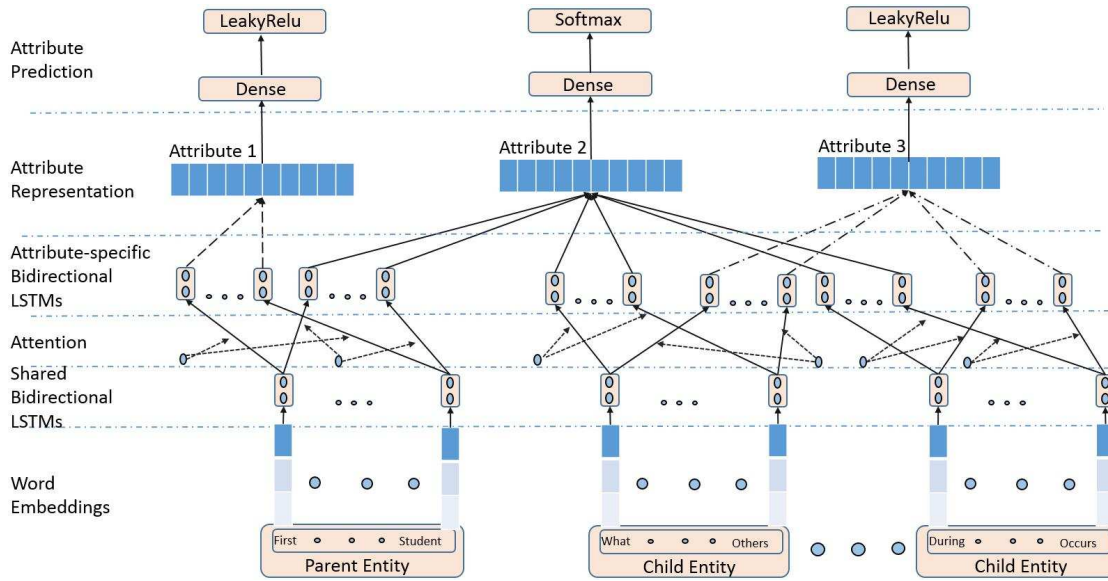 LeakyRelu
Softmax
LeakyRelu
Attribute
Prediction
Dense
Dense
Dense
Attribute 1
Attribute 2
Attribute 3
Attribute
Representation
Attribute-specific
Bidirectional
LSTMs
Attention
Shared
Bidirectional
LSTMs
Word
Embeddings
First
Student
What
Others
During
Occurs
Parent Entity
Child Entity
Child Entity